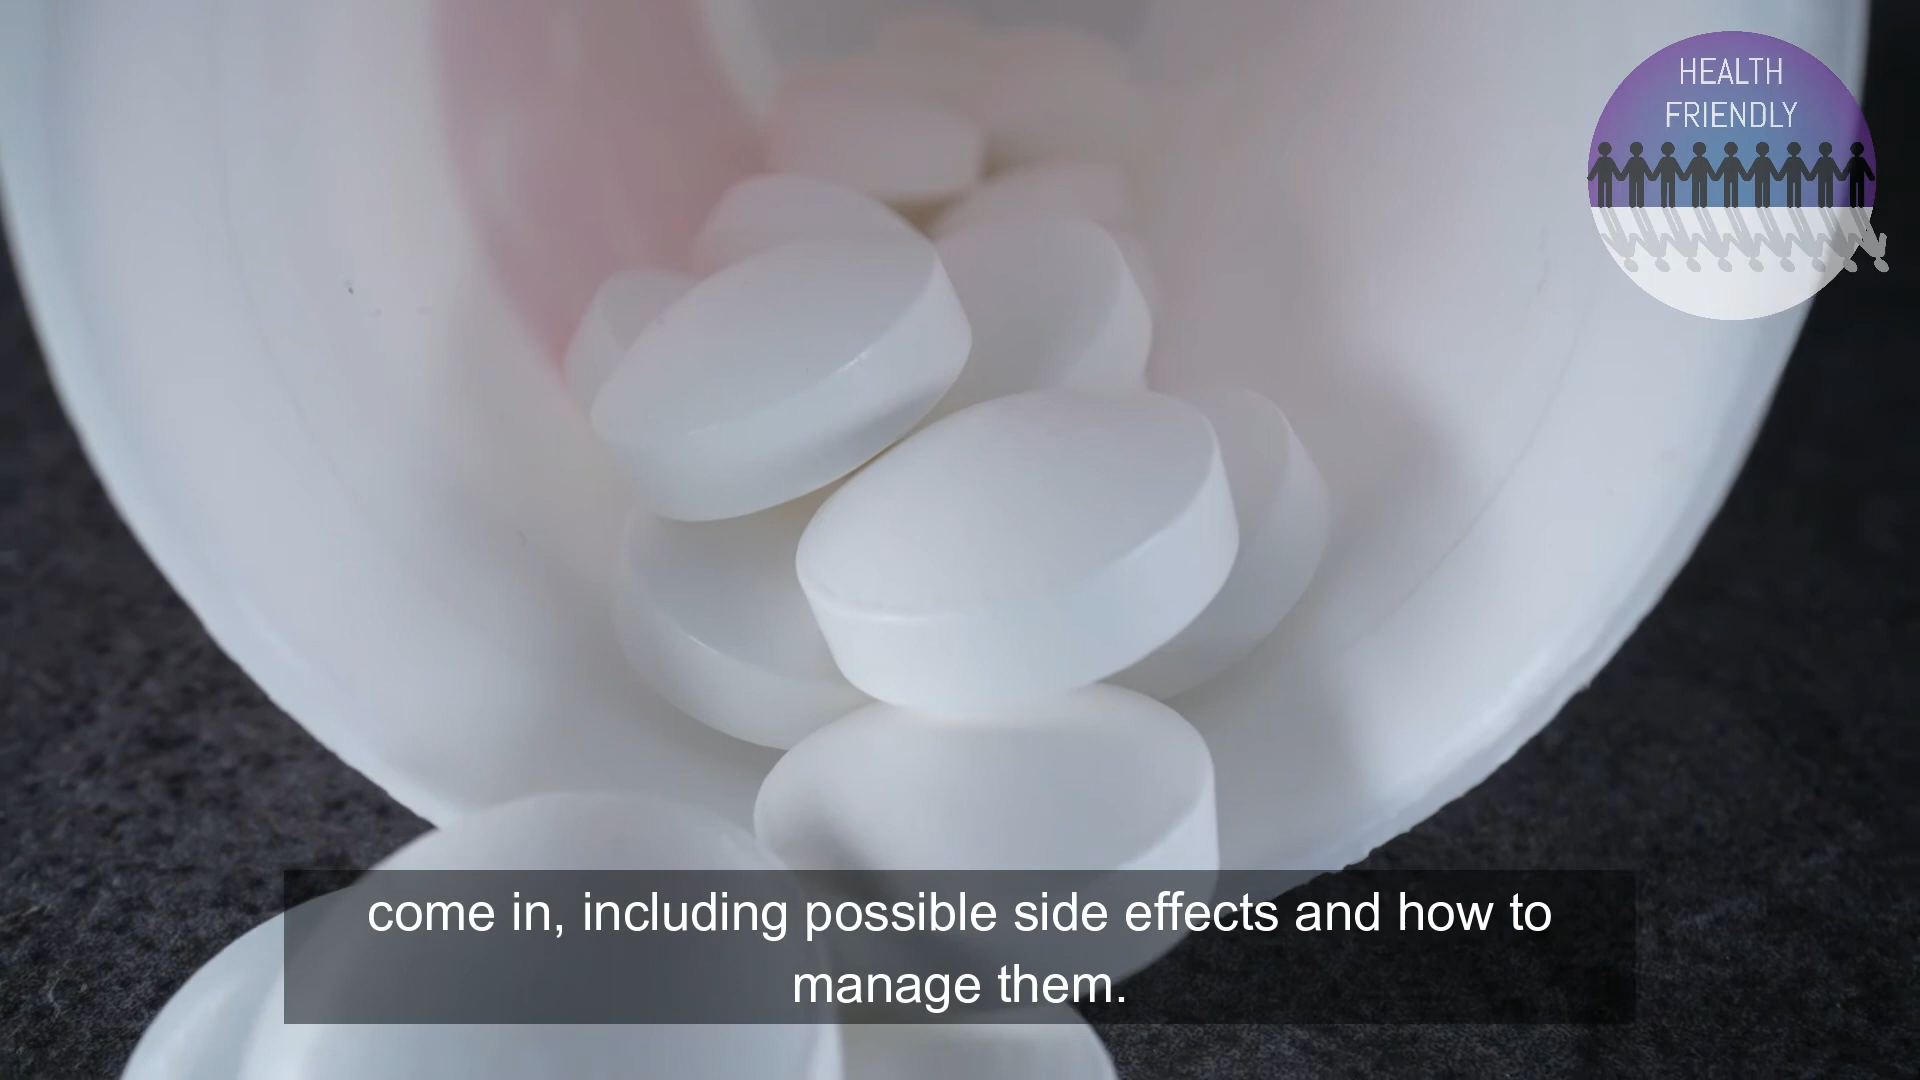 HEALTH
FRIENDLY
come in, including possible side effects and how to
manage them.